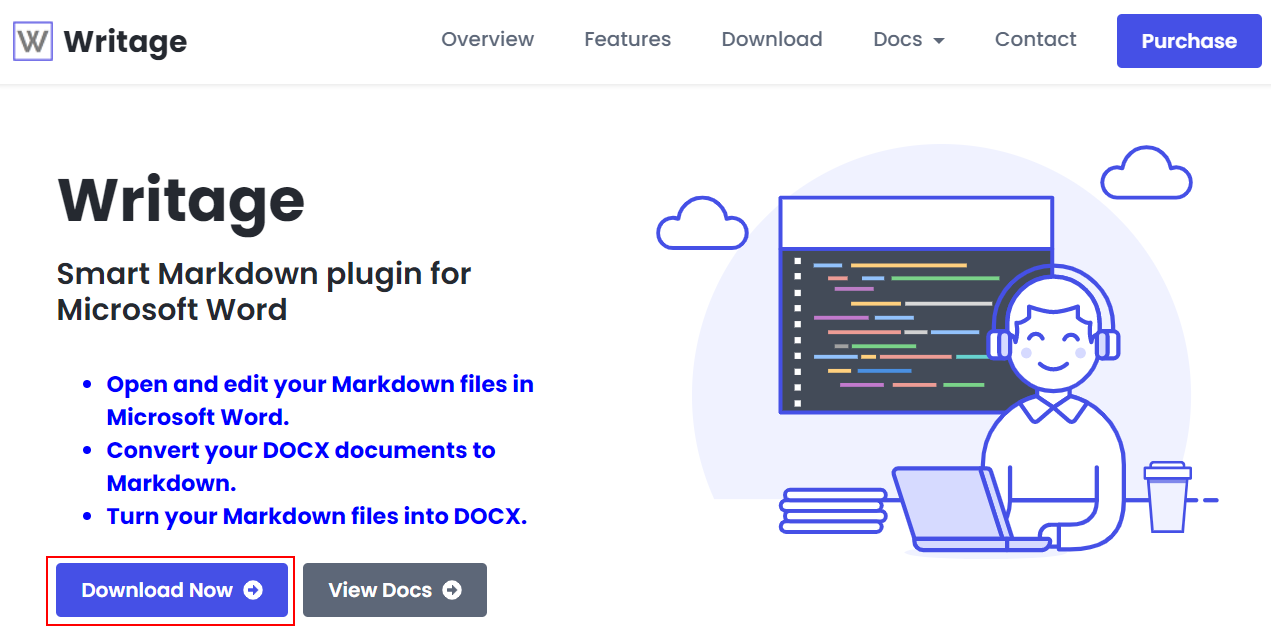 W Writage
Overview Features Download Docs Contact Purchase
Writage
Smart Markdown plugin for
Microsoft Word
• Open and edit your Markdown files in
Microsoft Word.
• Convert your DOCX documents to
Markdown.
• Turn your Markdown files into DOCX.
Download Now View Docs